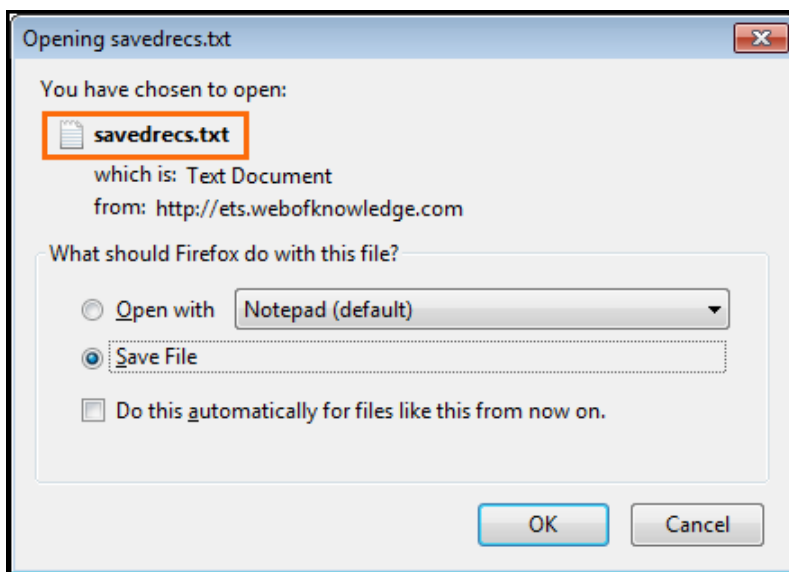 Opening savedrecs.txt
You have chosen to open:
savedrecs.txt
which is: Text Document
from: http://ets.webofknowledge.com
What should Firefox do with this file?
Open with Notepad (default)
Save File
Do this automatically for files like this from now on.
OK Cancel